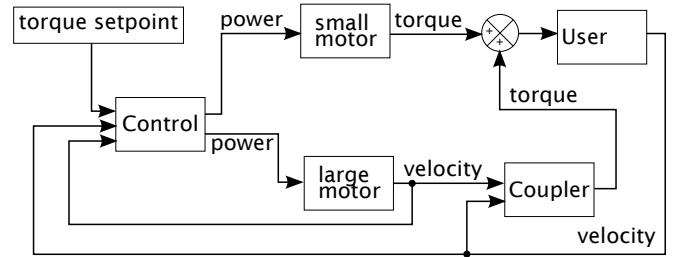 torque setpoint
power
small
motor
torque
+
+
User
torque
Control
power
large
motor
velocity
Coupler
velocity